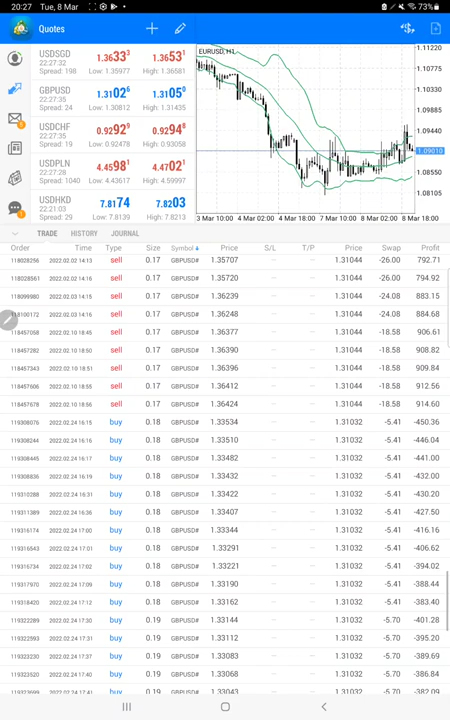 20:27 Tue, 8 Mar 73%
Quotes
USDSGD 1.36333 1.36531
22:27:32
Spread: 198 Low: 1.35977 High: 1.36581
GBPUSD 1.31026 1.31050
22:27:35
Spread: 24 Low: 1.30812 High: 1.31435
USDCHF 0.92929 0.92948
22:27:35
Spread: 19 Low: 0.92478 High: 0.93058
USDPLN 4.45981 4.47021
22:27:28
Spread: 1040 Low: 4.43617 High: 4.59997
USDHKD 7.8174 7.8203
22:21:03
Spread: 29 Low: 7.8139 High: 7.8213
EURUSD, H1
1.11220
1.10775
1.10330
1.09885
1.09440
1.09010
1.08550
1.08105
3 Mar 10:00 4 Mar 02:00 4 Mar 18:00 7 Mar 10:00 8 Mar 02:00 8 Mar 18:00
TRADE HISTORY JOURNAL
Order Time Type Size Symbol Price S/L T/P Price Swap Profit
118028256 2022.02.02 14:13 sell 0.17 GBPUSD# 1.35707 1.31044 -26.00 792.71
118028561 2022.02.02 14:16 sell 0.17 GBPUSD# 1.35720 1.31044 -26.00 794.92
118099980 2022.02.03 14:15 sell 0.17 GBPUSD# 1.36239 1.31044 -24.08 883.15
118100172 2022.02.03 14:16 sell 0.17 GBPUSD# 1.36248 1.31044 -24.08 884.68
118457058 2022.02.10 18:45 sell 0.17 GBPUSD# 1.36377 1.31044 -18.58 906.61
118457282 2022.02.10 18:50 sell 0.17 GBPUSD# 1.36390 1.31044 -18.58 908.82
118457343 2022.02.10 18:51 sell 0.17 GBPUSD# 1.36396 1.31044 -18.58 909.84
118457606 2022.02.10 18:55 sell 0.17 GBPUSD# 1.36412 1.31044 -18.58 912.56
118457678 2022.02.10 18:56 sell 0.17 GBPUSD# 1.36424 1.31044 -18.58 914.60
119308076 2022.02.24 16:15 buy 0.18 GBPUSD# 1.33534 1.31032 -5.41 -450.36
119308244 2022.02.24 16:16 buy 0.18 GBPUSD# 1.33510 1.31032 -5.41 -446.04
119308445 2022.02.24 16:17 buy 0.18 GBPUSD# 1.33482 1.31032 -5.41 -441.00
119308836 2022.02.24 16:19 buy 0.18 GBPUSD# 1.33432 1.31032 -5.41 -432.00
119310288 2022.02.24 16:31 buy 0.18 GBPUSD# 1.33422 1.31032 -5.41 -430.20
119311389 2022.02.24 16:36 buy 0.18 GBPUSD# 1.33407 1.31032 -5.41 -427.50
119316174 2022.02.24 17:00 buy 0.18 GBPUSD# 1.33344 1.31032 -5.41 -416.16
119316543 2022.02.24 17:01 buy 0.18 GBPUSD# 1.33291 1.31032 -5.41 -406.62
119316734 2022.02.24 17:02 buy 0.18 GBPUSD# 1.33221 1.31032 -5.41 -394.02
119317970 2022.02.24 17:09 buy 0.18 GBPUSD# 1.33190 1.31032 -5.41 -388.44
119318420 2022.02.24 17:12 buy 0.18 GBPUSD# 1.33162 1.31032 -5.41 -383.40
119322289 2022.02.24 17:30 buy 0.19 GBPUSD# 1.33144 1.31032 -5.70 -401.28
119322593 2022.02.24 17:31 buy 0.19 GBPUSD# 1.33112 1.31032 -5.70 -395.20
119323230 2022.02.24 17:37 buy 0.19 GBPUSD# 1.33083 1.31032 -5.70 -389.69
119323520 2022.02.24 17:40 buy 0.19 GBPUSD# 1.33068 1.31032 -5.70 -386.84
119323699 2022.02.24 17:41 buy 0.19 GBPUSD# 1.33043 1.31032 -5.70 -382.09